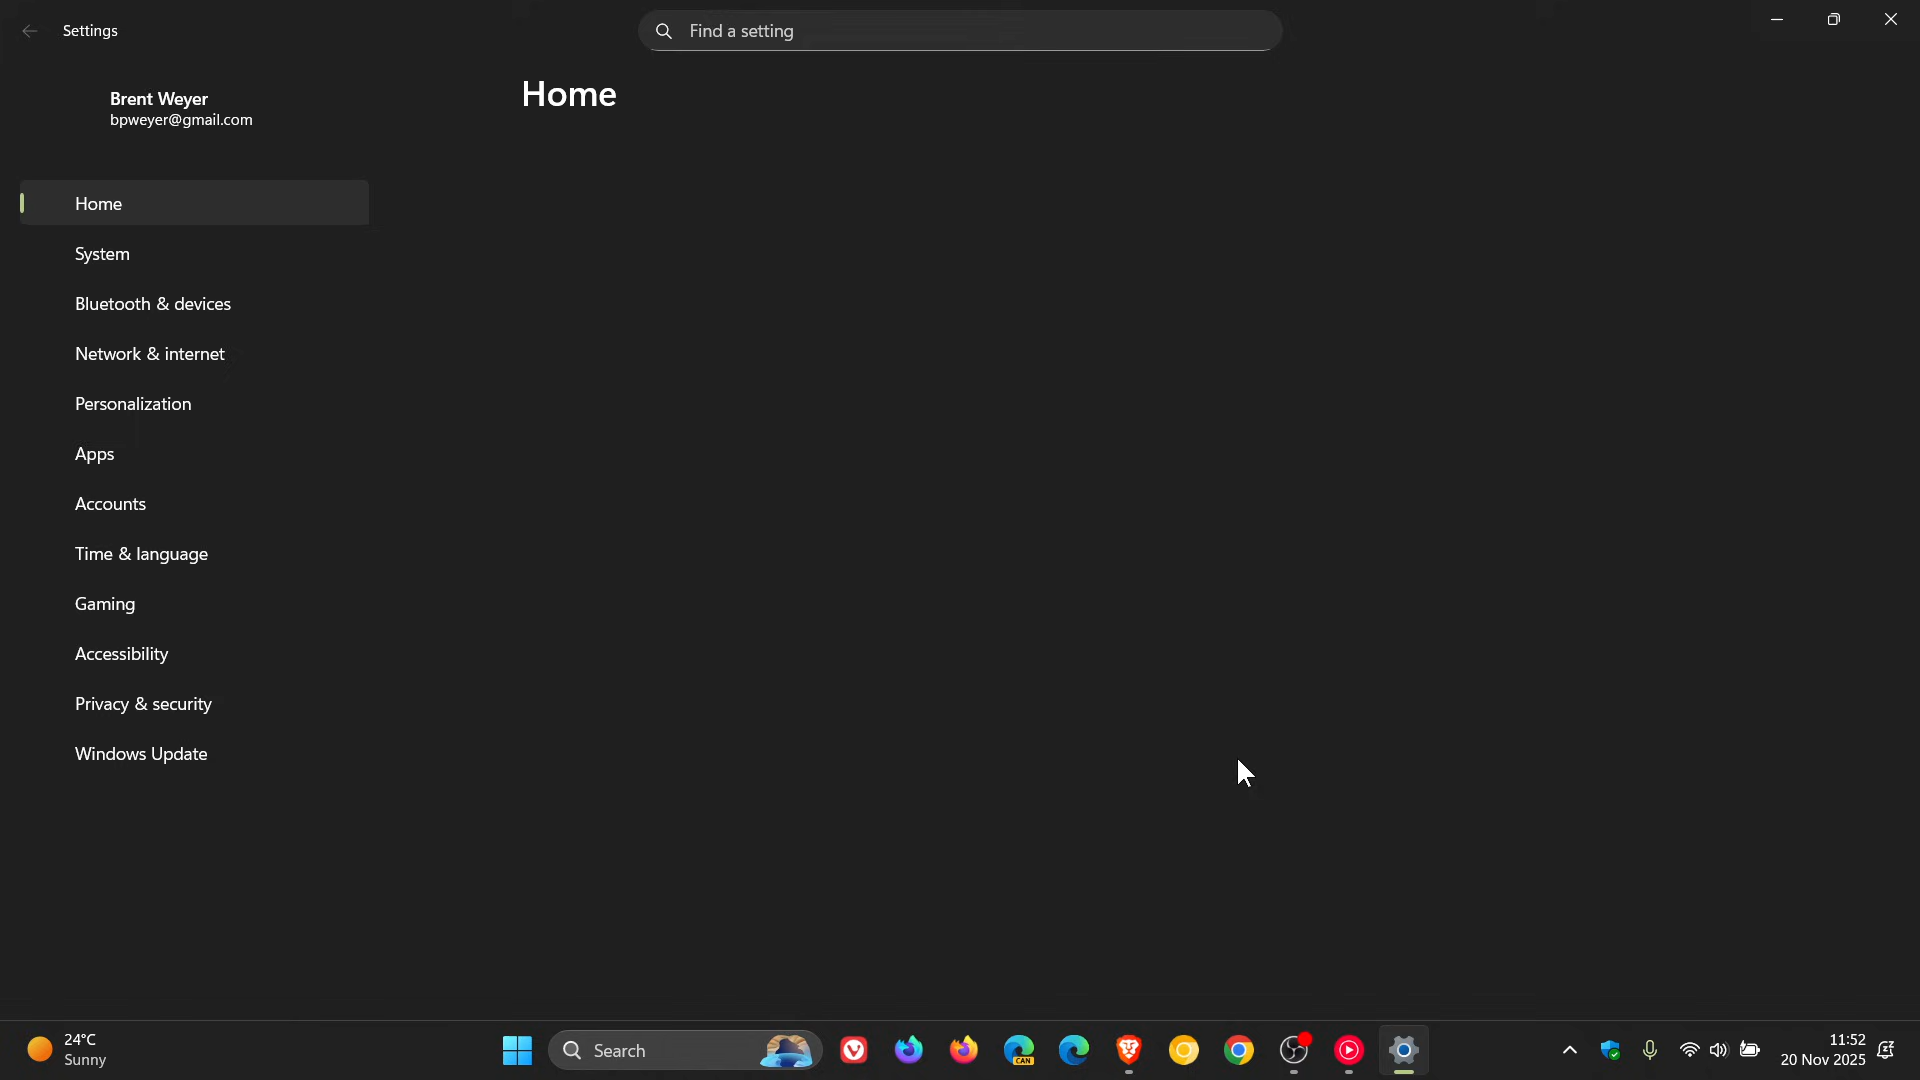 Settings
Find a setting
Brent Weyer
bpweyer@gmail.com
Home
Home
System
Bluetooth & devices
Network & internet
Personalization
Apps
Accounts
Time & language
Gaming
Accessibility
Privacy & security
Windows Update
24°C
Sunny
Search
CAN
11:52
20 Nov 2025